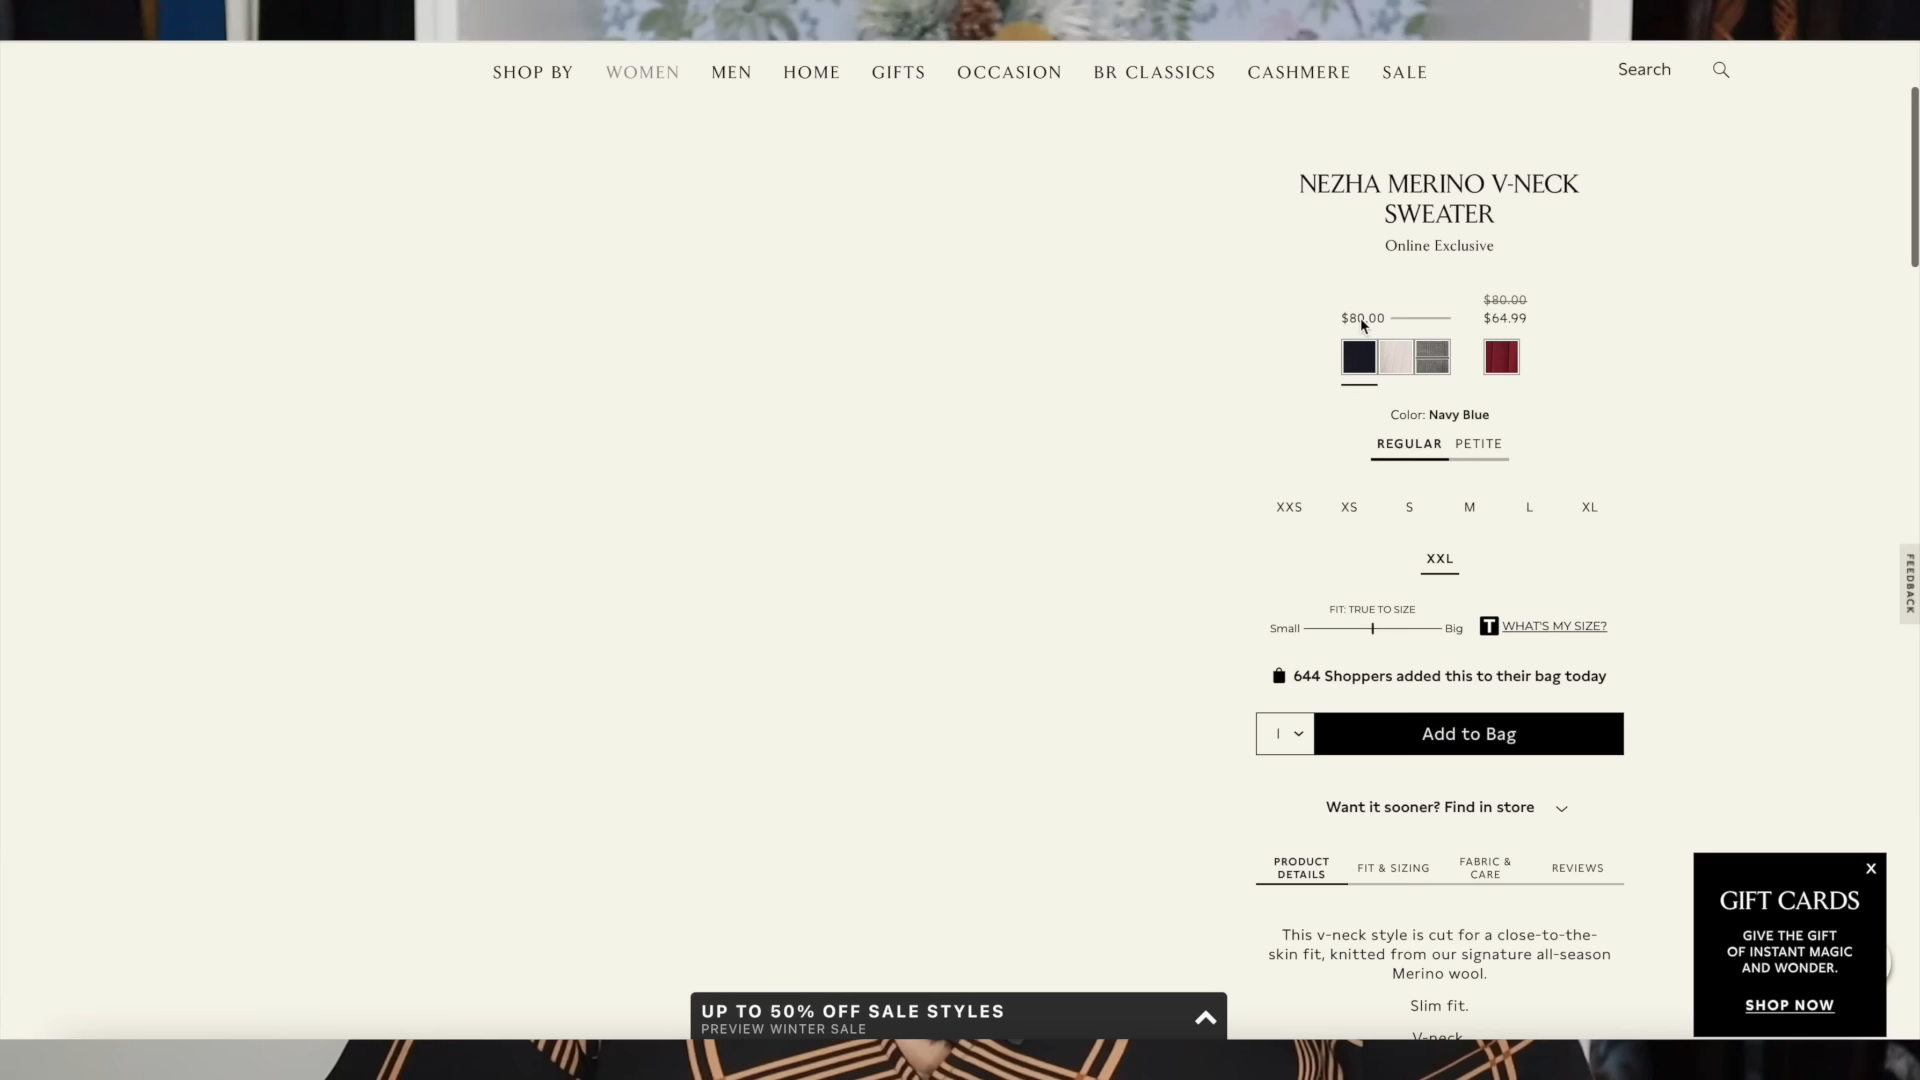 SHOP BY WOMEN MEN HOME GIFTS OCCASION BR CLASSICS CASHMERE SALE
Search
NEZHA MERINO V-NECK
SWEATER
Online Exclusive
$80.00
$80.00 $64.99
Color: Navy Blue
REGULAR PETITE
XXS XS S M L XL
XXL
FIT: TRUE TO SIZE
Small Big
T WHAT'S MY SIZE?
FEEDBACK
644 Shoppers added this to their bag today
1 Add to Bag
Want it sooner? Find in store
PRODUCT
DETAILS
FIT & SIZING
FABRIC &
CARE
REVIEWS
This v-neck style is cut for a close-to-the-
skin fit, knitted from our signature all-season
Merino wool.
Slim fit.
V-neck
X
GIFT CARDS
GIVE THE GIFT
OF INSTANT MAGIC
AND WONDER.
SHOP NOW
UP TO 50% OFF SALE STYLES
PREVIEW WINTER SALE